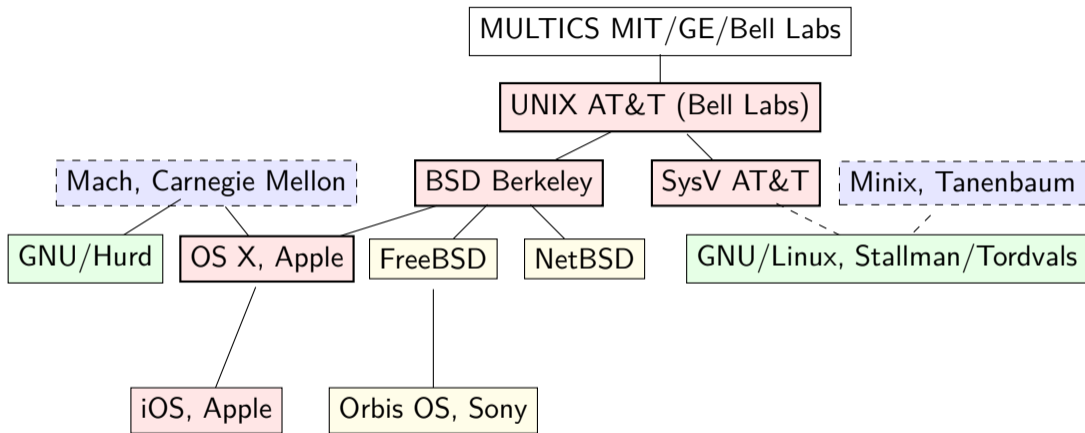 MULTICS MIT/GE/Bell Labs
UNIX AT&T (Bell Labs)
Mach, Carnegie Mellon
BSD Berkeley
SysV AT&T
Minix, Tanenbaum
GNU/Hurd
OS X, Apple
FreeBSD
NetBSD
GNU/Linux, Stallman/Tordvals
iOS, Apple
Orbis OS, Sony